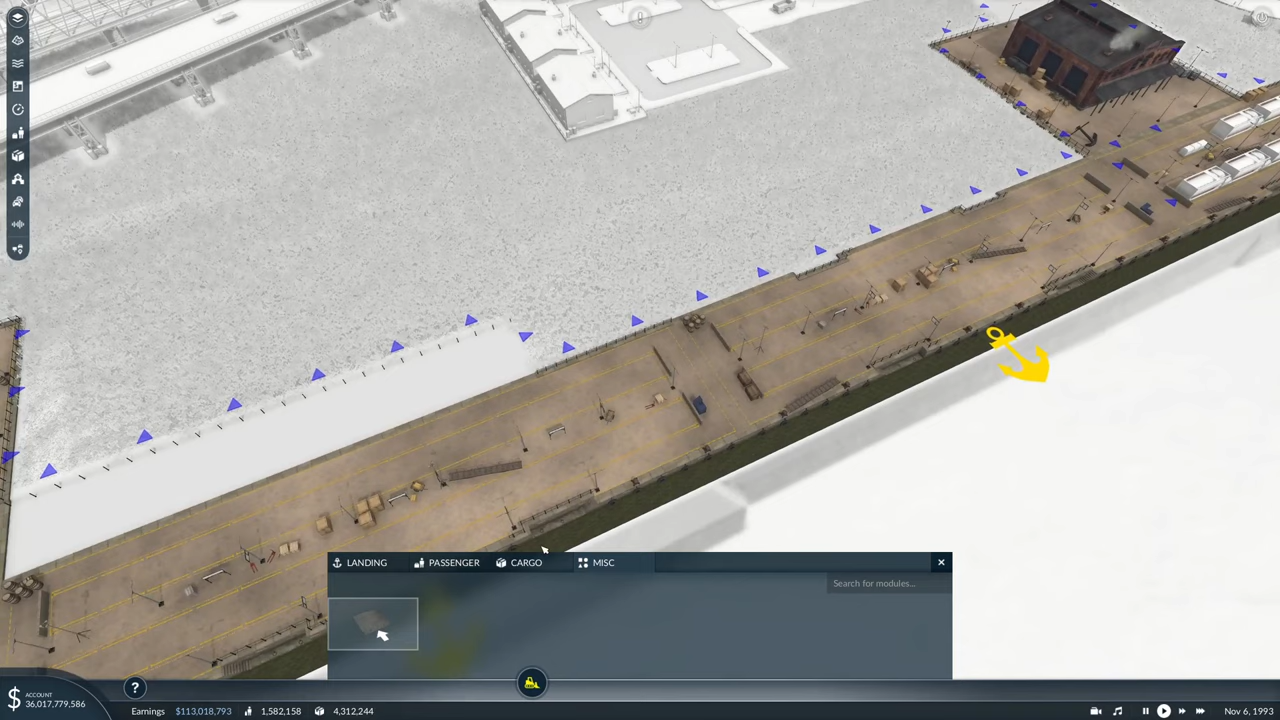 LANDING
PASSENGER
CARGO
MISC
Search for modules...
?
$
ACCOUNT
36,017,779,586
Earnings $113,018,793 1,582,158 4,312,244
Nov 6, 1993